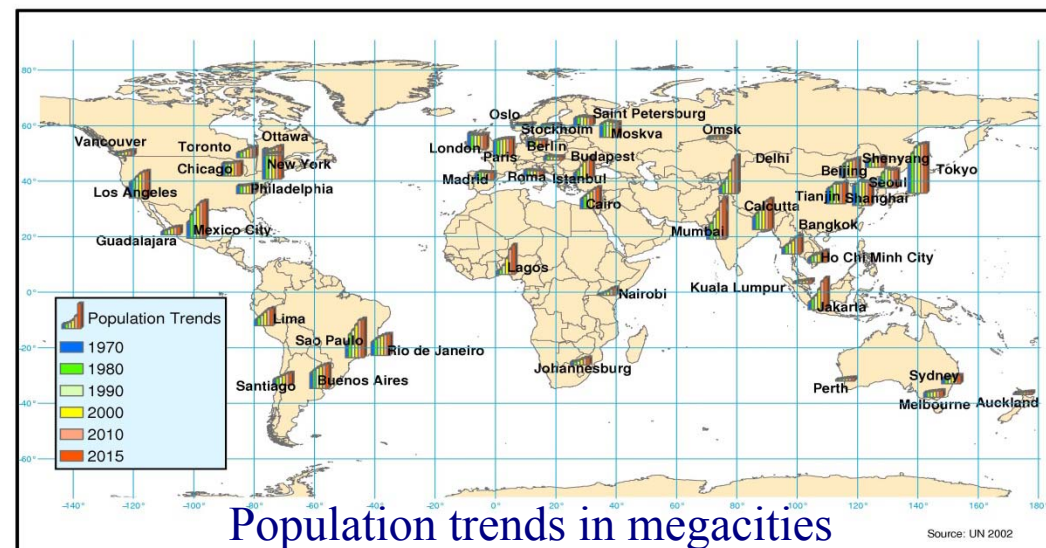 80°
60°
40°
20°
0°
-20°
-40°
-60°
Oslo
Saint Petersburg
Stockholm
Moskva
Omsk
Vancouver
Toronto
Ottawa
London
Berlin
Paris
Budapest
Delhi
Shenyang
Chicago
New York
Beijing
Tokyo
Los Angeles
Philadelphia
Madrid
Roma
Istanbul
Seoul
Tianjin
Shanghai
Cairo
Calcutta
Guadalajara
Mexico City
Mumbai
Bangkok
Lagos
Ho Chi Minh City
Kuala Lumpur
Nairobi
Jakarta
Lima
Sao Paulo
Rio de Janeiro
Johannesburg
Santiago
Buenos Aires
Perth
Sydney
Melbourne
Auckland
Population Trends
1970
1980
1990
2000
2010
2015
-140° -120° -100° -80° -60° -40° -20° 0° 20° 40° 60° 80° 100° 120° 140° 160° 180°
Population trends in megacities
Source: UN 2002